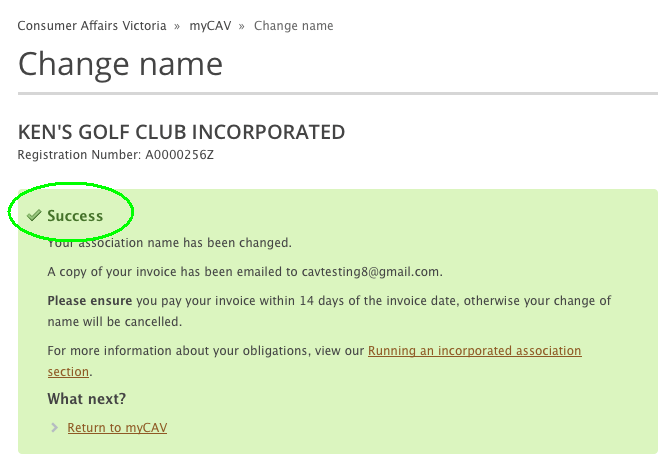 Consumer Affairs Victoria » myCAV » Change name
Change name
KEN'S GOLF CLUB INCORPORATED
Registration Number: A0000256Z
Success
Your association name has been changed.
A copy of your invoice has been emailed to cavtesting8@gmail.com.
Please ensure you pay your invoice within 14 days of the invoice date, otherwise your change of
name will be cancelled.
For more information about your obligations, view our Running an incorporated association
section.
What next?
Return to myCAV